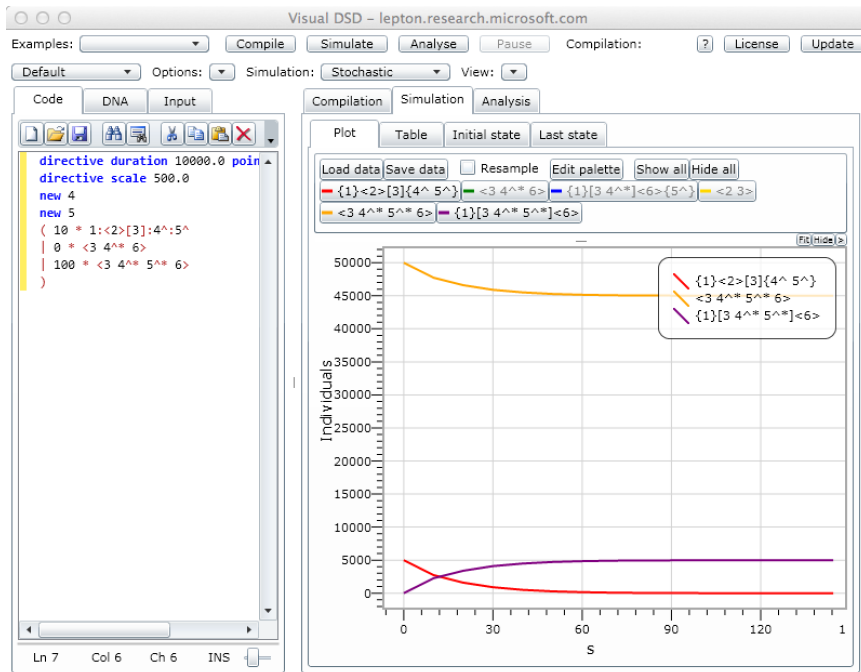 Visual DSD – lepton.research.microsoft.com
Examples: Compile Simulate Analyse Pause Compilation: ? License Update
Default Options: Simulation: Stochastic View:
Code DNA Input
Compilation Simulation Analysis
Plot Table Initial state Last state
directive duration 10000.0 poin
directive scale 500.0
new 4
new 5
( 10 * 1:<2>[3]:4^:5^
| 0 * <3 4^* 6>
| 100 * <3 4^* 5^* 6>
)
Load data Save data Resample Edit palette Show all Hide all
{1}<2>[3]{4^ 5^} <3 4^* 6> {1}[3 4^*]<6>{5^} <2 3>
<3 4^* 5^* 6> {1}[3 4^* 5^*]<6>
Fit Hide >
{1}<2>[3]{4^ 5^}
<3 4^* 5^* 6>
{1}[3 4^* 5^*]<6>
Individuals
50000
45000
40000
35000
30000
25000
20000
15000
10000
5000
0
0 30 60 90 120 1
S
Ln 7 Col 6 Ch 6 INS